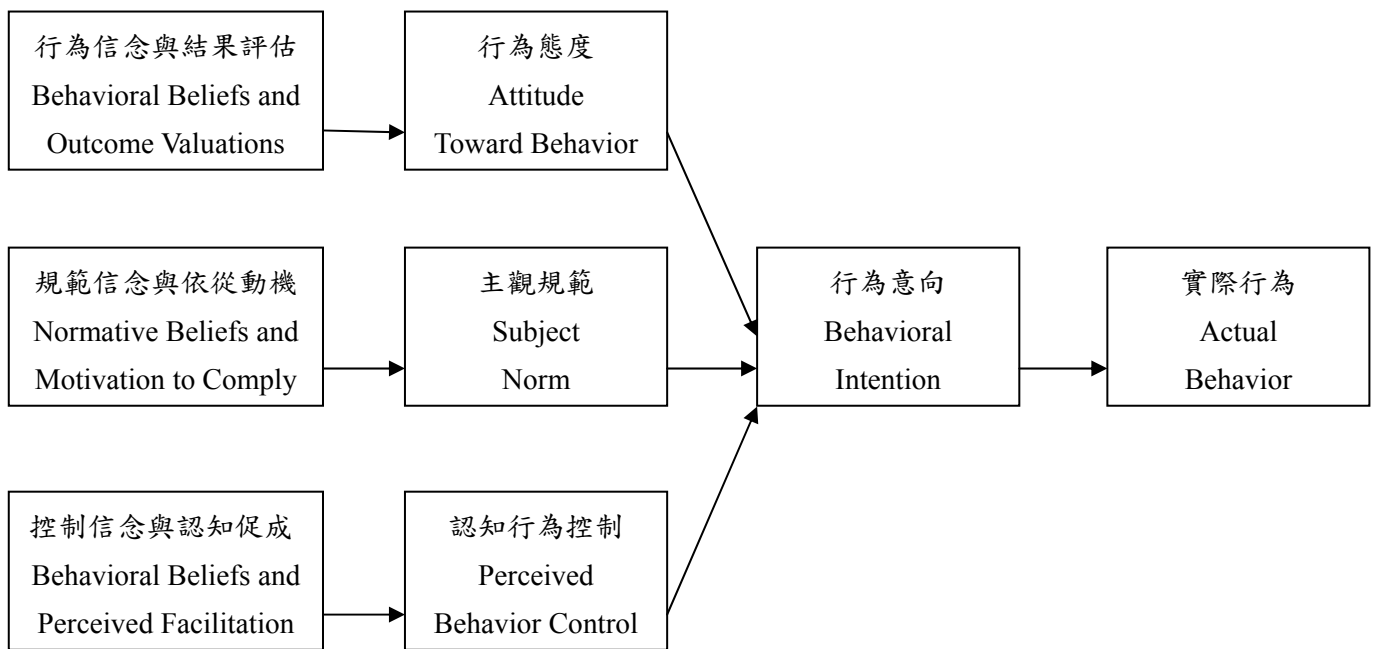 行為信念與結果評估
Behavioral Beliefs and
Outcome Valuations
行為態度
Attitude
Toward Behavior
規範信念與依從動機
Normative Beliefs and
Motivation to Comply
主觀規範
Subject
Norm
行為意向
Behavioral
Intention
實際行為
Actual
Behavior
控制信念與認知促成
Behavioral Beliefs and
Perceived Facilitation
認知行為控制
Perceived
Behavior Control